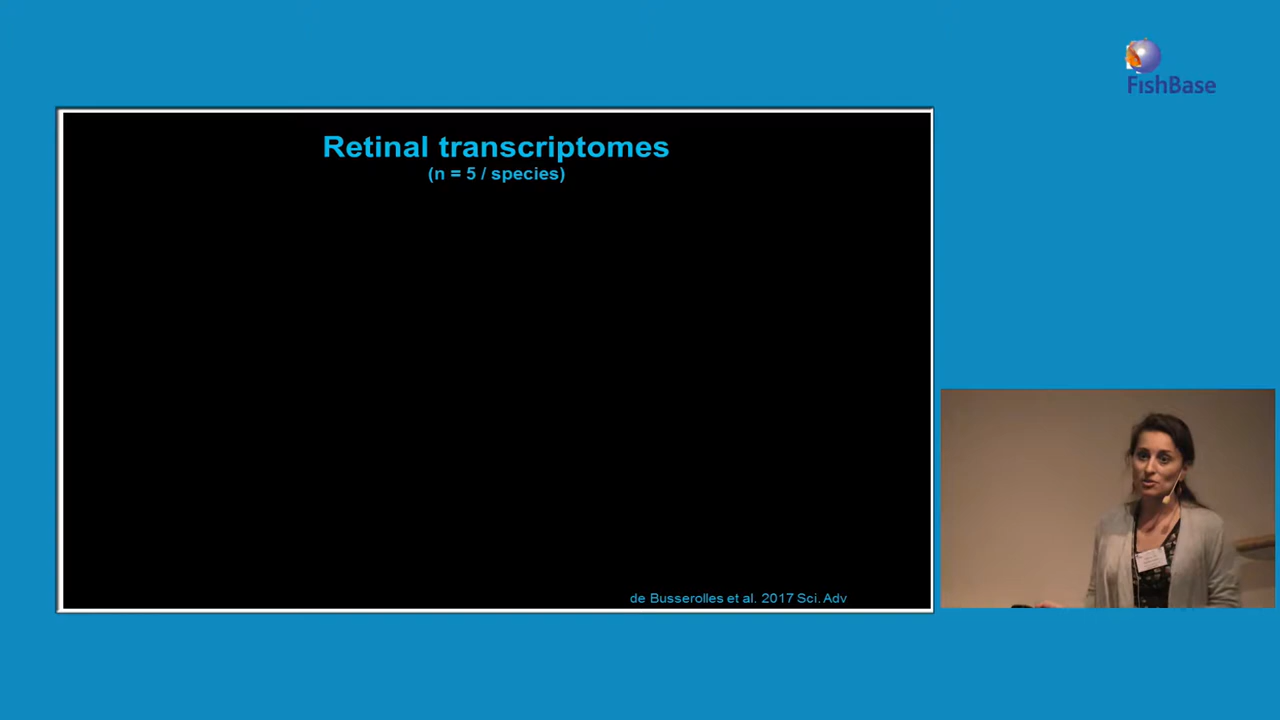 FishBase
Retinal transcriptomes
(n = 5 / species)
de Busserolles et al. 2017 Sci. Adv